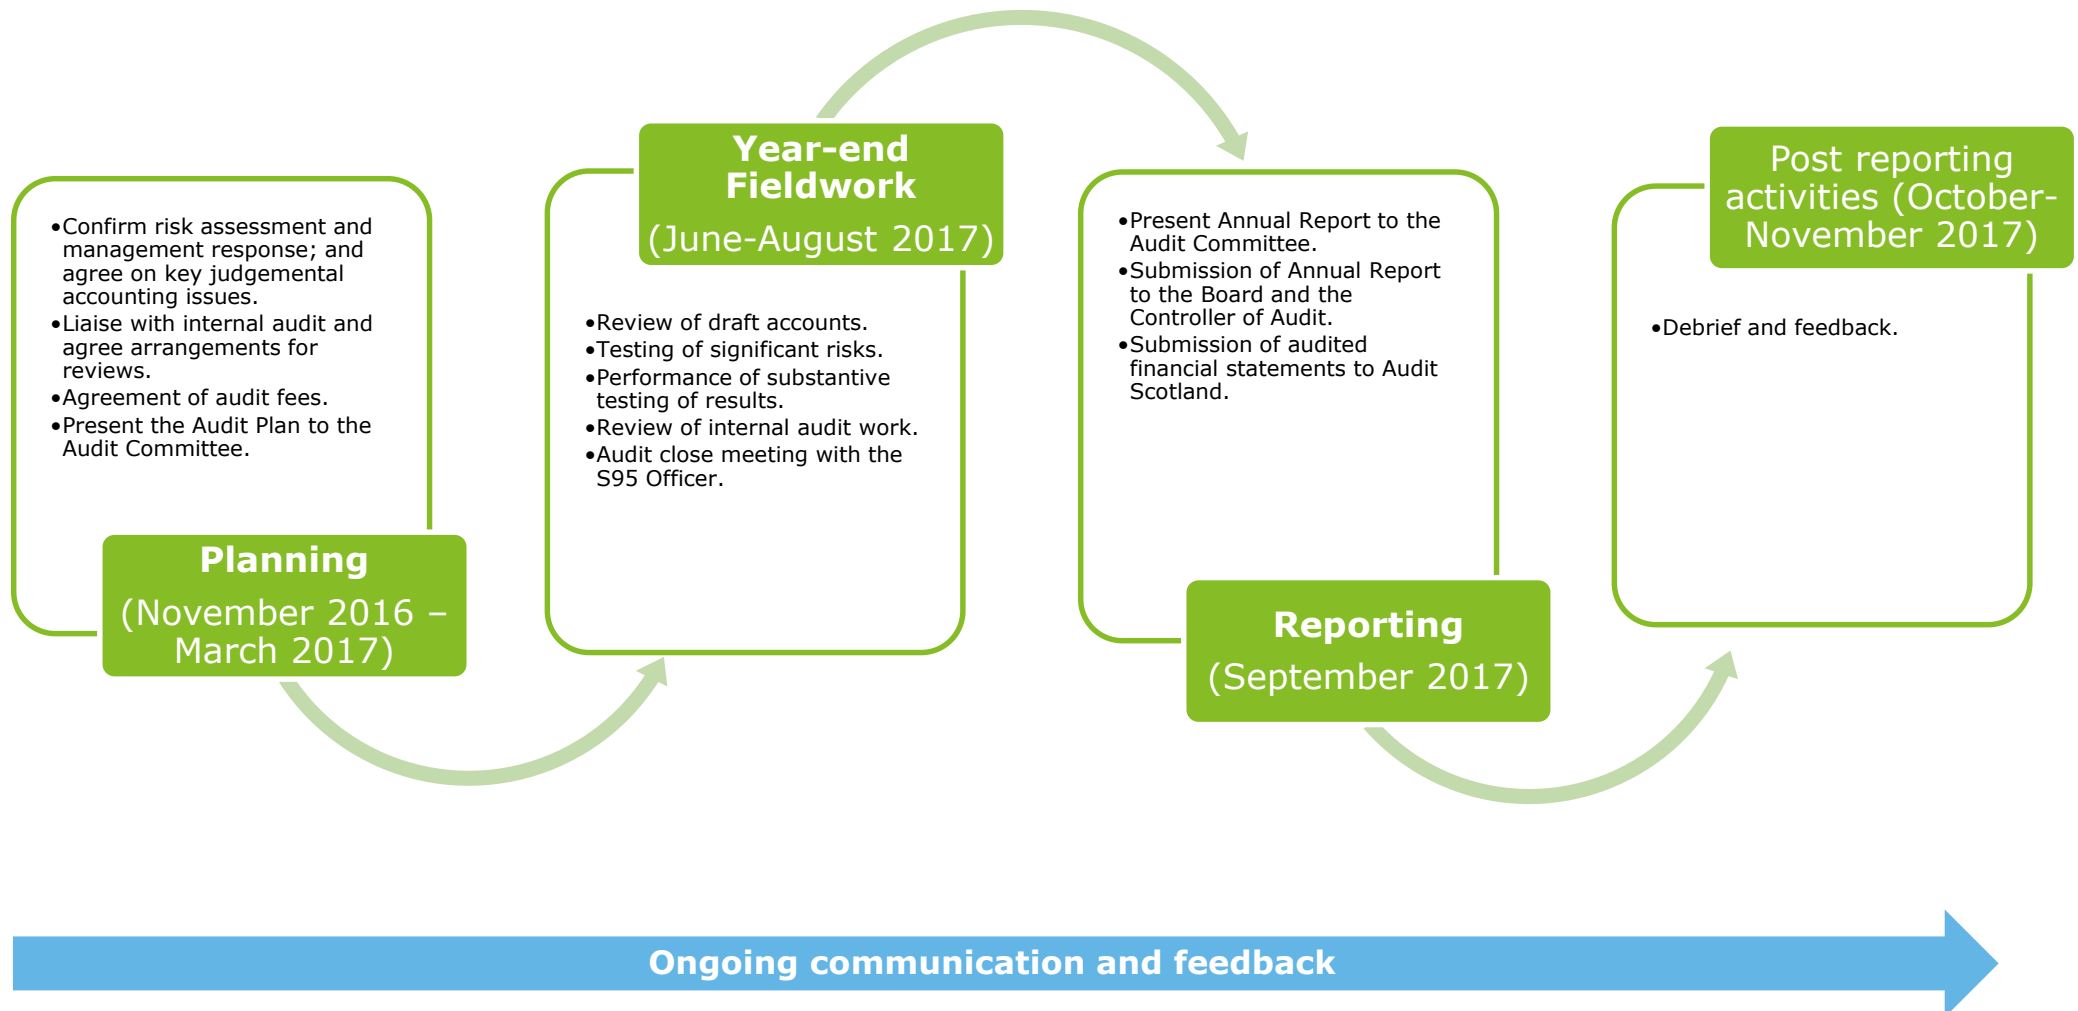 •Confirm risk assessment and
management response; and
agree on key judgemental
accounting issues.
•Liaise with internal audit and
agree arrangements for
reviews.
•Agreement of audit fees.
•Present the Audit Plan to the
Audit Committee.
Planning
(November 2016 –
March 2017)
Year-end
Fieldwork
(June-August 2017)
•Review of draft accounts.
•Testing of significant risks.
•Performance of substantive
testing of results.
•Review of internal audit work.
•Audit close meeting with the
S95 Officer.
•Present Annual Report to the
Audit Committee.
•Submission of Annual Report
to the Board and the
Controller of Audit.
•Submission of audited
financial statements to Audit
Scotland.
Reporting
(September 2017)
Post reporting
activities (October-
November 2017)
•Debrief and feedback.
Ongoing communication and feedback